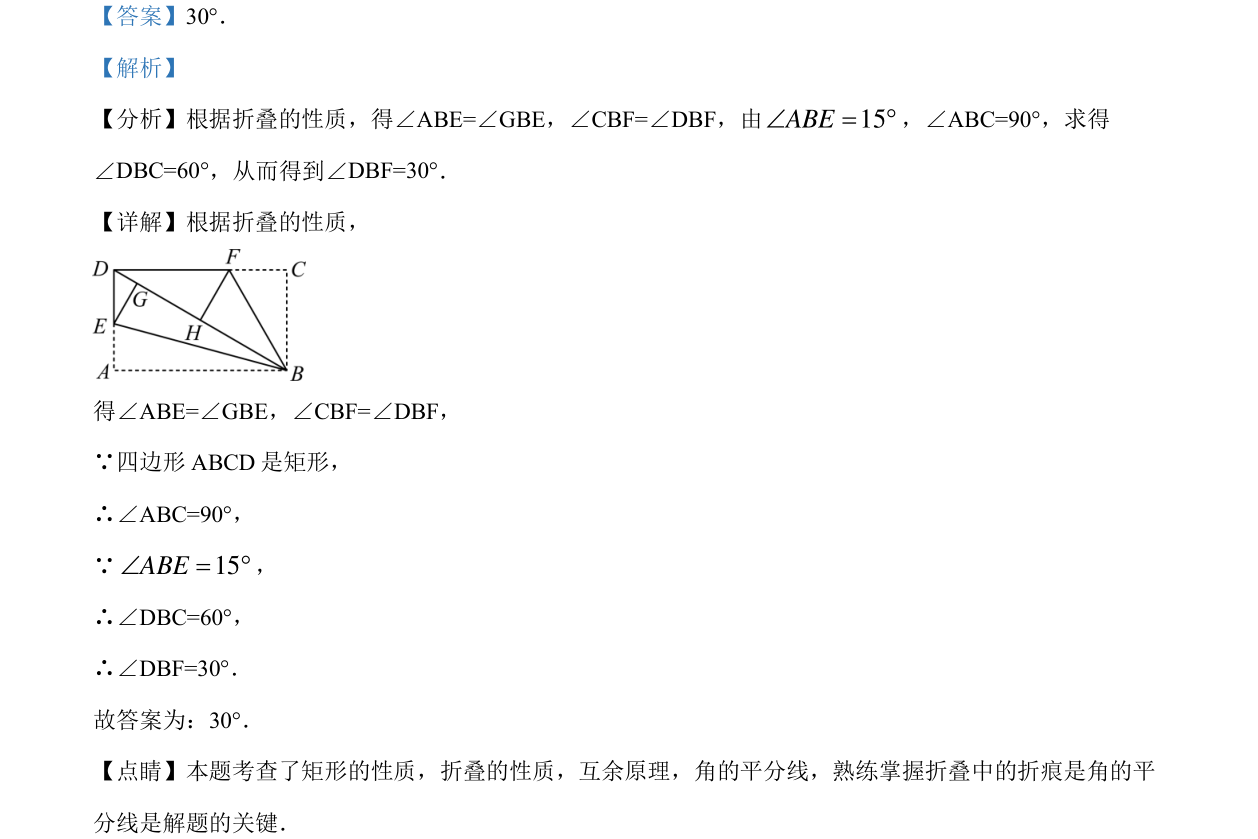 【答案】30°．
【解析】
【分析】根据折叠的性质，得∠ABE=∠GBE，∠CBF=∠DBF，由∠ABE＝15°，∠ABC=90°，求得
∠DBC=60°，从而得到∠DBF=30°．
【详解】根据折叠的性质，
D F C
G
E H
A B
得∠ABE=∠GBE，∠CBF=∠DBF，
∵四边形 ABCD 是矩形，
∴∠ABC=90°，
∵∠ABE＝15°，
∴∠DBC=60°，
∴∠DBF=30°．
故答案为：30°．
【点睛】本题考查了矩形的性质，折叠的性质，互余原理，角的平分线，熟练掌握折叠中的折痕是角的平
分线是解题的关键．